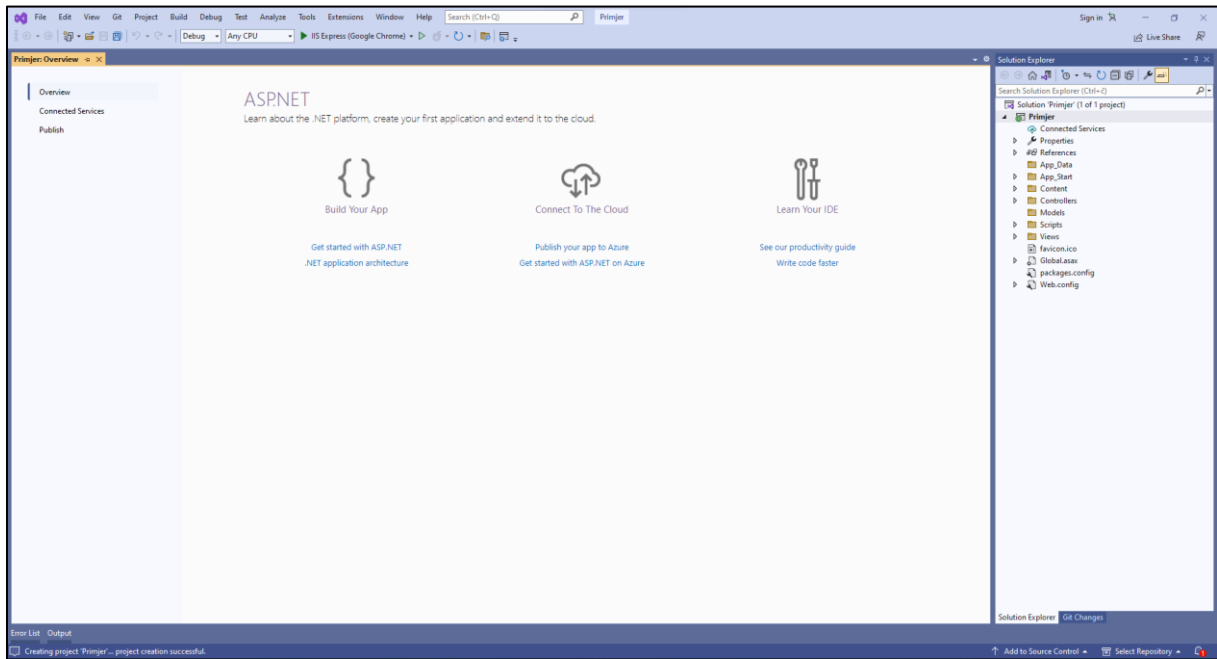 File Edit View Git Project Build Debug Test Analyze Tools Extensions Window Help Search (Ctrl+Q) Primjer Sign in
Debug Any CPU IIS Express (Google Chrome) Live Share
Primjer: Overview
Overview
Connected Services
Publish
ASP.NET
Learn about the .NET platform, create your first application and extend it to the cloud.
Build Your App
Get started with ASP.NET
.NET application architecture
Connect To The Cloud
Publish your app to Azure
Get started with ASP.NET on Azure
Learn Your IDE
See our productivity guide
Write code faster
Solution Explorer
Search Solution Explorer (Ctrl+č)
Solution 'Primjer' (1 of 1 project)
Primjer
Connected Services
Properties
References
App_Data
App_Start
Content
Controllers
Models
Scripts
Views
favicon.ico
Global.asax
packages.config
Web.config
Solution Explorer Git Changes
Error List Output
Creating project 'Primjer'... project creation successful. Add to Source Control Select Repository 1